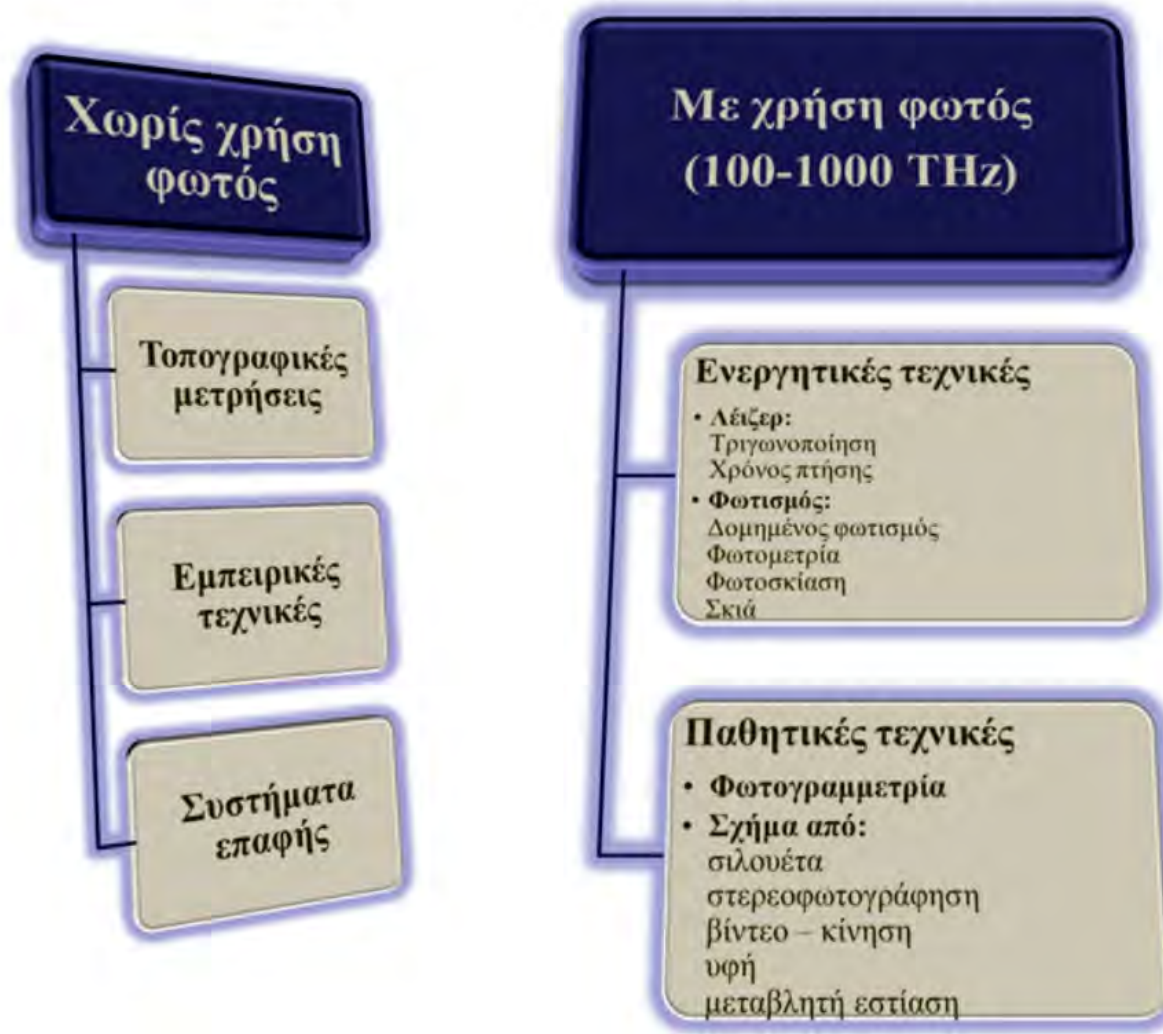 Χωρίς χρήση
φωτός
Τοπογραφικές
μετρήσεις
Εμπειρικές
τεχνικές
Συστήματα
επαφής
Με χρήση φωτός
(100-1000 THz)
Ενεργητικές τεχνικές
• Λέιζερ:
Τριγωνοποίηση
Χρόνος πτήσης
• Φωτισμός:
Δομημένος φωτισμός
Φωτομετρία
Φωτοσκίαση
Σκιά
Παθητικές τεχνικές
• Φωτογραμμετρία
• Σχήμα από:
σιλουέτα
στερεοφωτογράφηση
βίντεο – κίνηση
υφή
μεταβλητή εστίαση